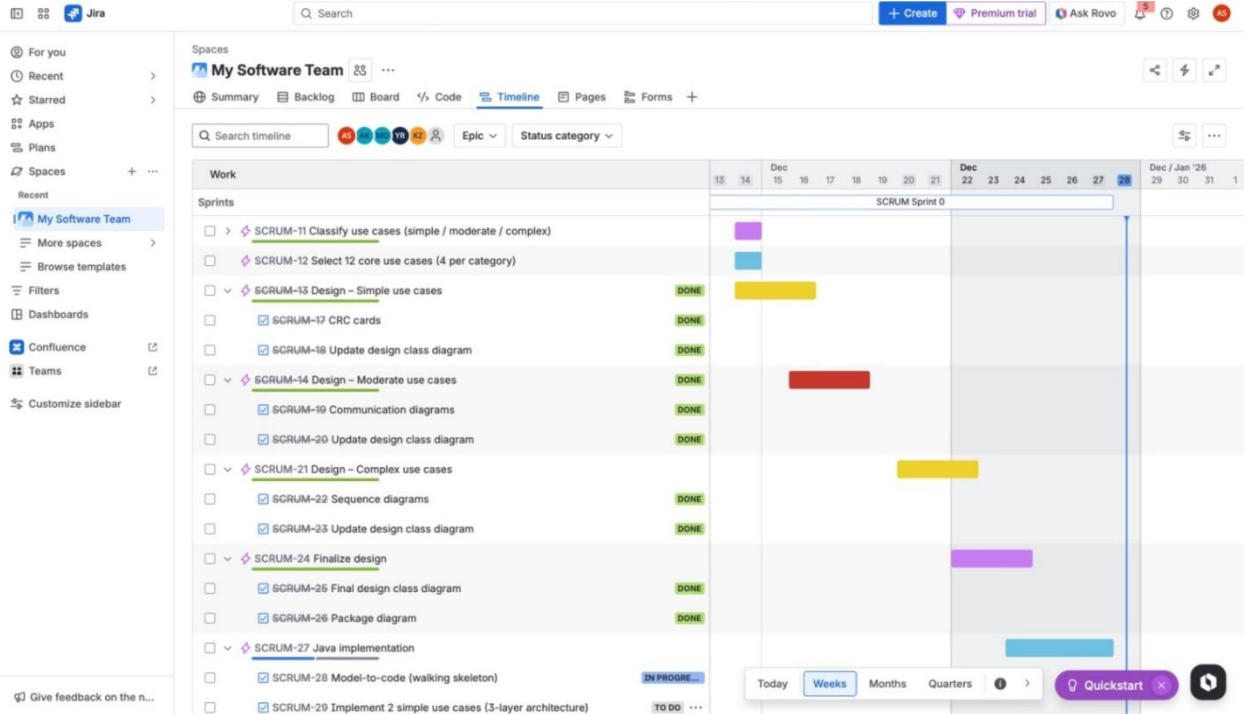 Jira
Search
+ Create
Premium trial
Ask Rovo
5
AS
For you
Recent
Starred
Apps
Plans
Spaces
Recent
My Software Team
More spaces
Browse templates
Filters
Dashboards
Confluence
Teams
Customize sidebar
Give feedback on the n...
Spaces
My Software Team
Summary Backlog Board Code Timeline Pages Forms
Search timeline
AS AK MO YR KZ
Epic
Status category
Work
Dec Dec Dec / Jan '26
13 14 15 16 17 18 19 20 21 22 23 24 25 26 27 28 29 30 31 1
Sprints
SCRUM Sprint 0
SCRUM-11 Classify use cases (simple / moderate / complex)
SCRUM-12 Select 12 core use cases (4 per category)
SCRUM-13 Design – Simple use cases DONE
SCRUM-17 CRC cards DONE
SCRUM-18 Update design class diagram DONE
SCRUM-14 Design – Moderate use cases DONE
SCRUM-19 Communication diagrams DONE
SCRUM-20 Update design class diagram DONE
SCRUM-21 Design – Complex use cases
SCRUM-22 Sequence diagrams DONE
SCRUM-23 Update design class diagram DONE
SCRUM-24 Finalize design
SCRUM-25 Final design class diagram DONE
SCRUM-26 Package diagram DONE
SCRUM-27 Java implementation
SCRUM-28 Model-to-code (walking skeleton) IN PROGRE...
SCRUM-29 Implement 2 simple use cases (3-layer architecture) TO DO
Today Weeks Months Quarters
Quickstart